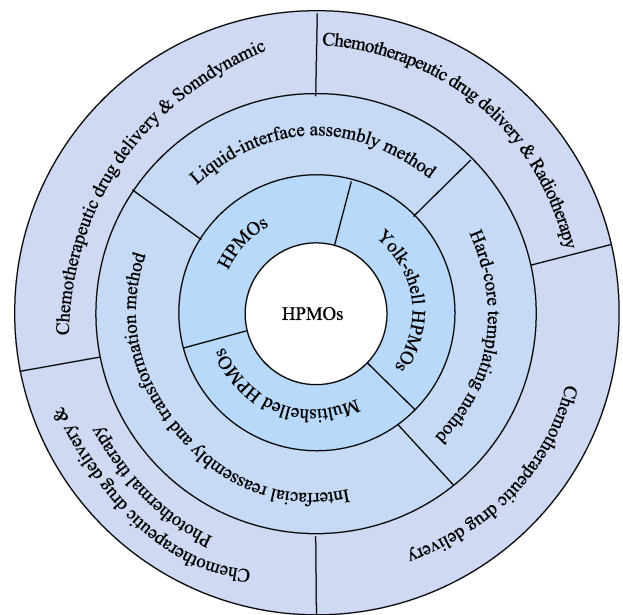 Chemotherapeutic drug delivery & Sonndynamic
Chemotherapeutic drug delivery & Radiotherapy
Liquid-interface assembly method
HPMOs
Yolk-shell HPMOs
Hard-core templating method
HPMOs
Multishelled HPMOs
Interfacial reassembly and transformation method
Chemotherapeutic drug delivery &
Photothermal therapy
Chemotherapeutic drug delivery